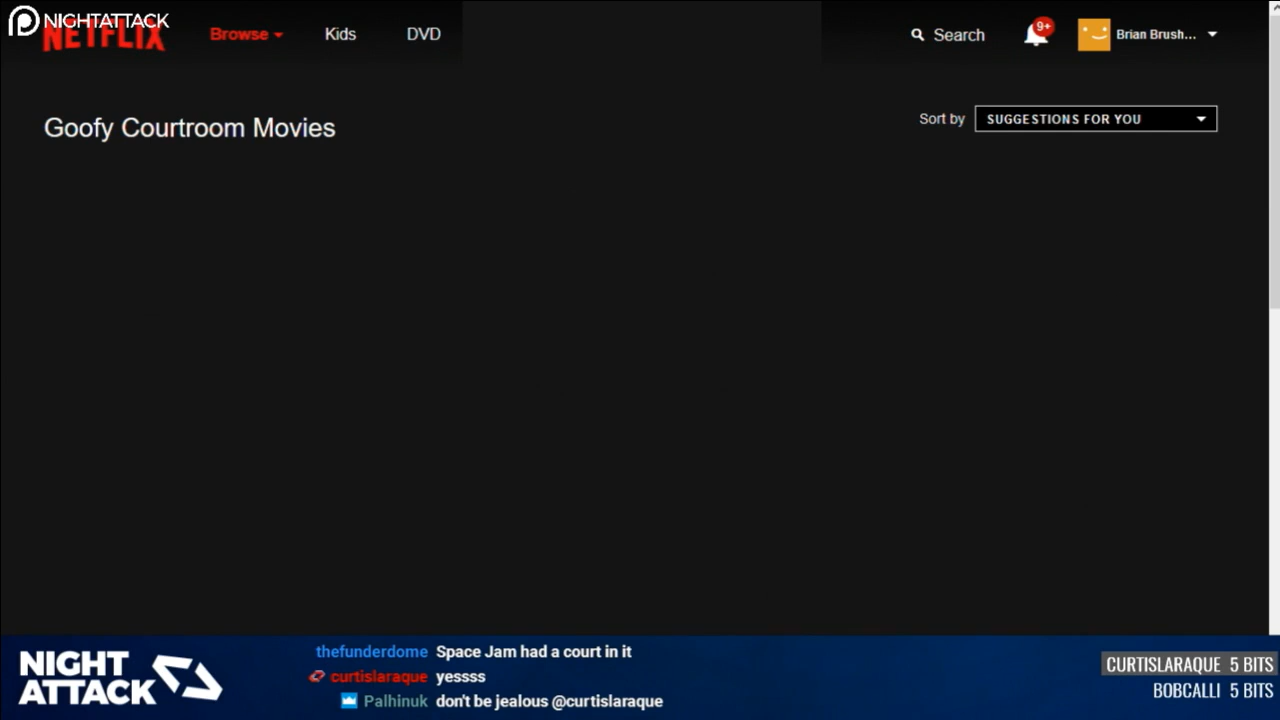 NIGHTATTACK
NETFLIX
Browse
Kids
DVD
Search
9+
Brian Brush...
Goofy Courtroom Movies
Sort by
SUGGESTIONS FOR YOU
NIGHT
ATTACK
thefunderdome Space Jam had a court in it
curtislaraque yessss
Palhinuk don't be jealous @curtislaraque
CURTISLARAQUE 5 BITS
BOBCALLI 5 BITS